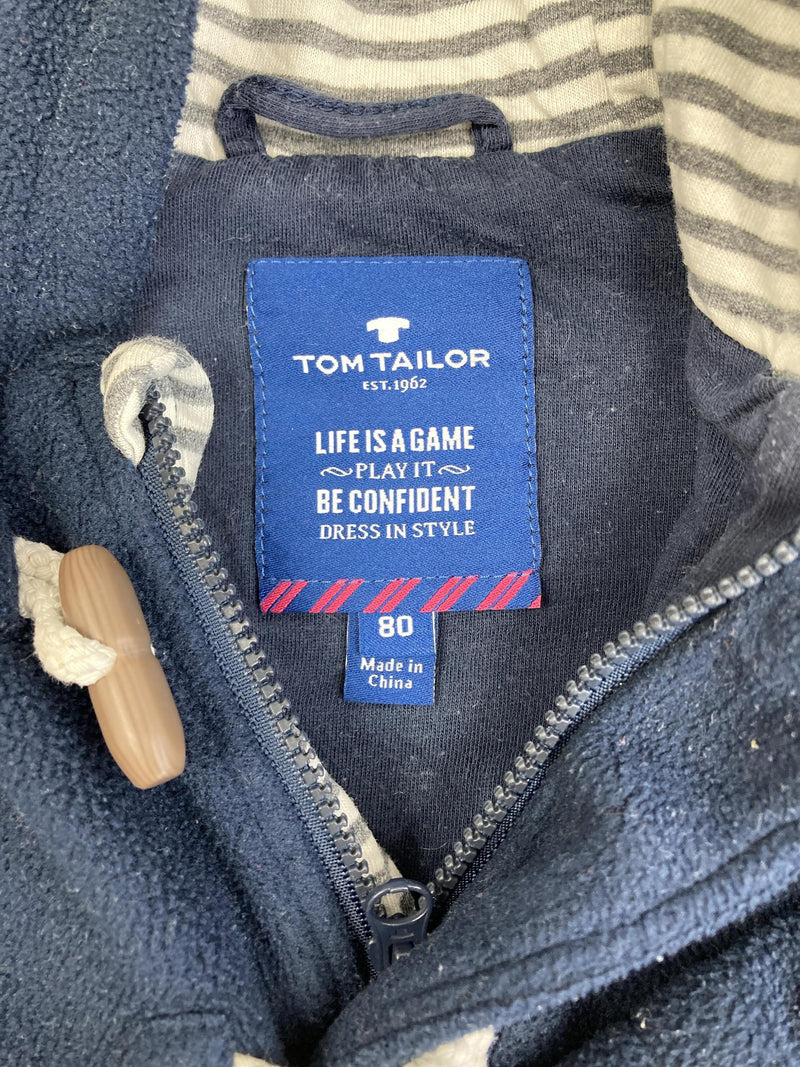 TOM TAILOR
EST. 1962
LIFE IS A GAME
PLAY IT
BE CONFIDENT
DRESS IN STYLE
80
Made in
China